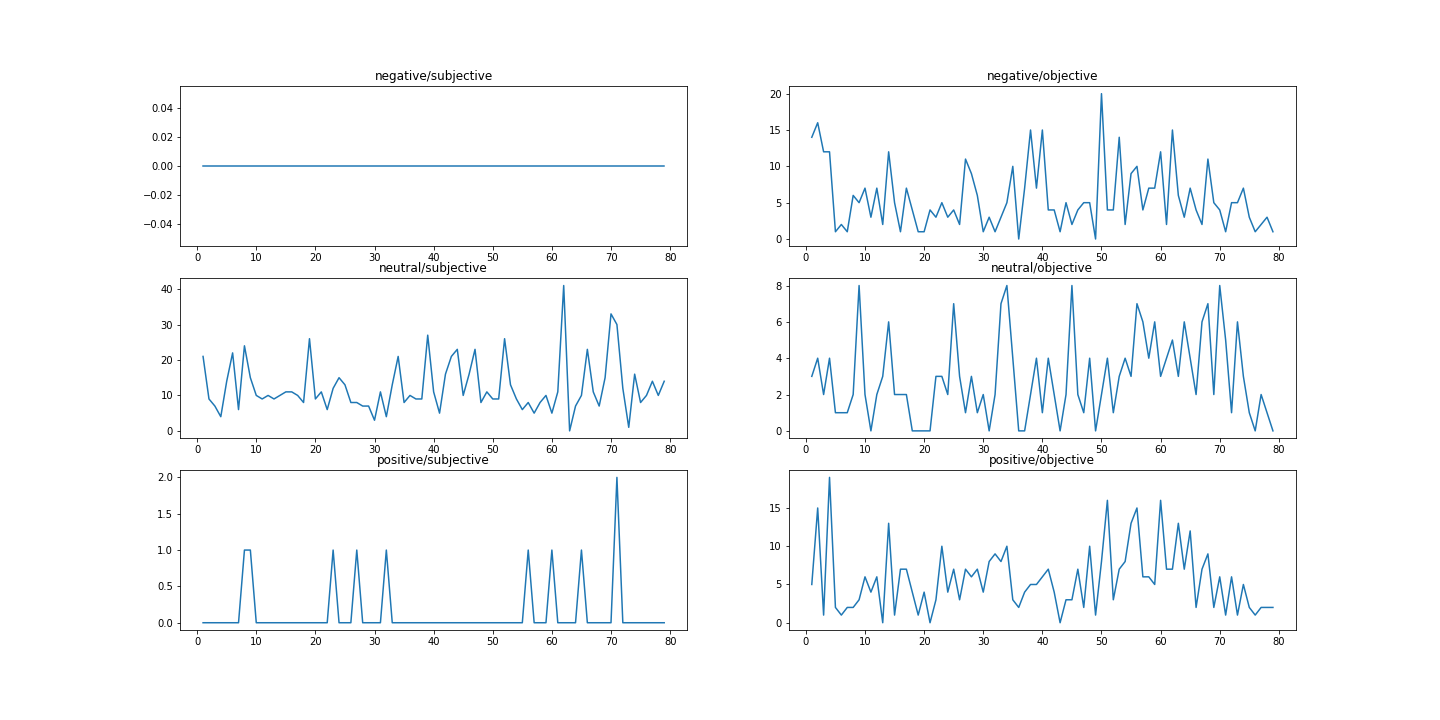 negative/subjective
0.04
0.02
0.00
−0.02
−0.04
0 10 20 30 40 50 60 70 80
negative/objective
20
15
10
5
0
0 10 20 30 40 50 60 70 80
neutral/subjective
40
30
20
10
0
0 10 20 30 40 50 60 70 80
neutral/objective
8
6
4
2
0
0 10 20 30 40 50 60 70 80
positive/subjective
2.0
1.5
1.0
0.5
0.0
0 10 20 30 40 50 60 70 80
positive/objective
15
10
5
0
0 10 20 30 40 50 60 70 80